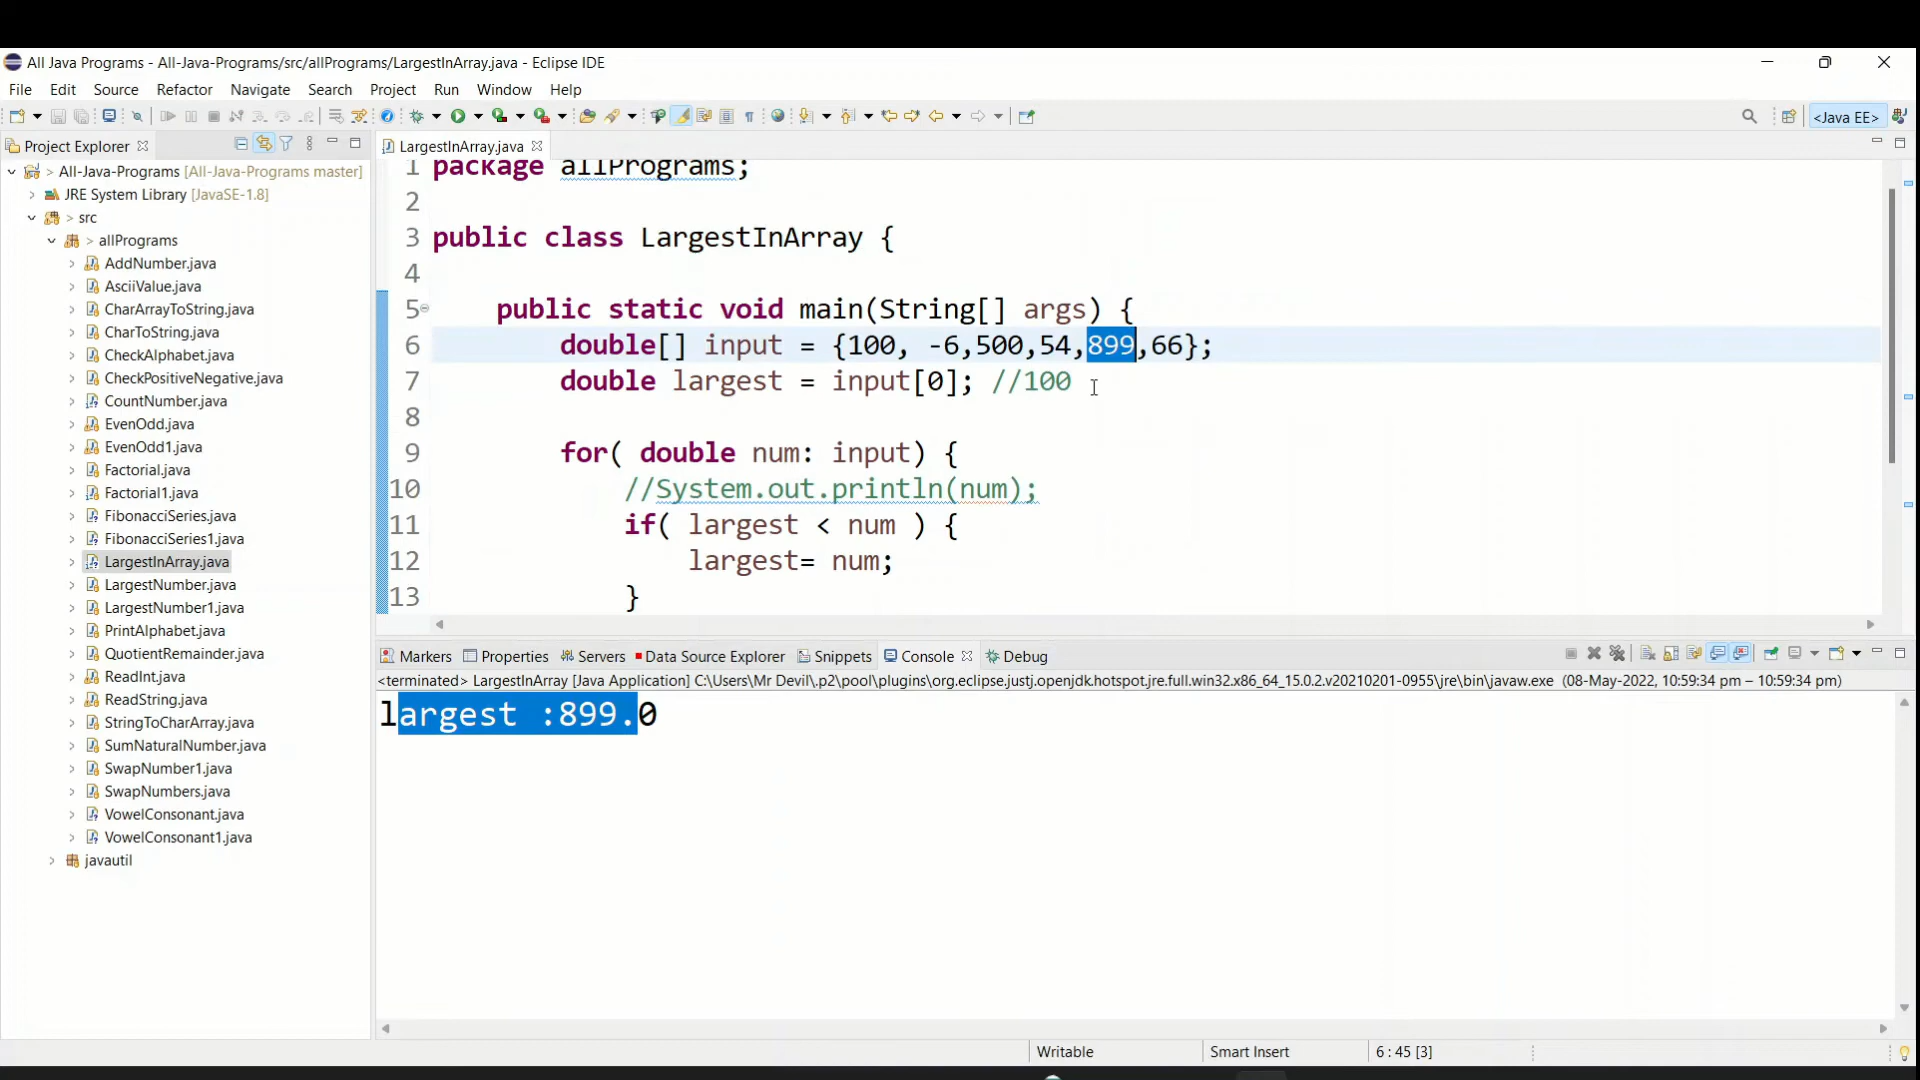 All Java Programs - All-Java-Programs/src/allPrograms/LargestInArray.java - Eclipse IDE
File Edit Source Refactor Navigate Search Project Run Window Help
<Java EE>
Project Explorer
LargestInArray.java
> All-Java-Programs [All-Java-Programs master]
JRE System Library [JavaSE-1.8]
> src
> allPrograms
AddNumber.java
AsciiValue.java
CharArrayToString.java
CharToString.java
CheckAlphabet.java
CheckPositiveNegative.java
CountNumber.java
EvenOdd.java
EvenOdd1.java
Factorial.java
Factorial1.java
FibonacciSeries.java
FibonacciSeries1.java
LargestInArray.java
LargestNumber.java
LargestNumber1.java
PrintAlphabet.java
QuotientRemainder.java
ReadInt.java
ReadString.java
StringToCharArray.java
SumNaturalNumber.java
SwapNumber1.java
SwapNumbers.java
VowelConsonant.java
VowelConsonant1.java
javautil
1 package allPrograms;
2
3 public class LargestInArray {
4
5 public static void main(String[] args) {
6 double[] input = {100, -6,500,54,899,66};
7 double largest = input[0]; //100
8
9 for( double num: input) {
10 //System.out.println(num);
11 if( largest < num ) {
12 largest= num;
13 }
Markers Properties Servers Data Source Explorer Snippets Console Debug
<terminated> LargestInArray [Java Application] C:\Users\Mr Devil\.p2\pool\plugins\org.eclipse.justj.openjdk.hotspot.jre.full.win32.x86_64_15.0.2.v20210201-0955\jre\bin\javaw.exe (08-May-2022, 10:59:34 pm – 10:59:34 pm)
largest :899.0
Writable Smart Insert 6 : 45 [3]